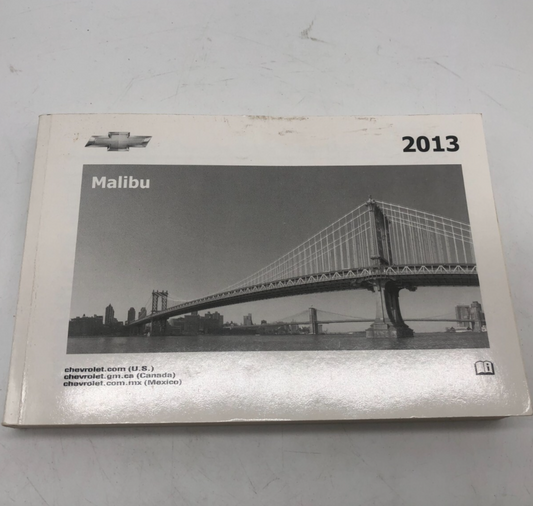 2013
Malibu
chevrolet.com (U.S.)
chevrolet.gm.ca (Canada)
chevrolet.com.mx (Mexico)
i